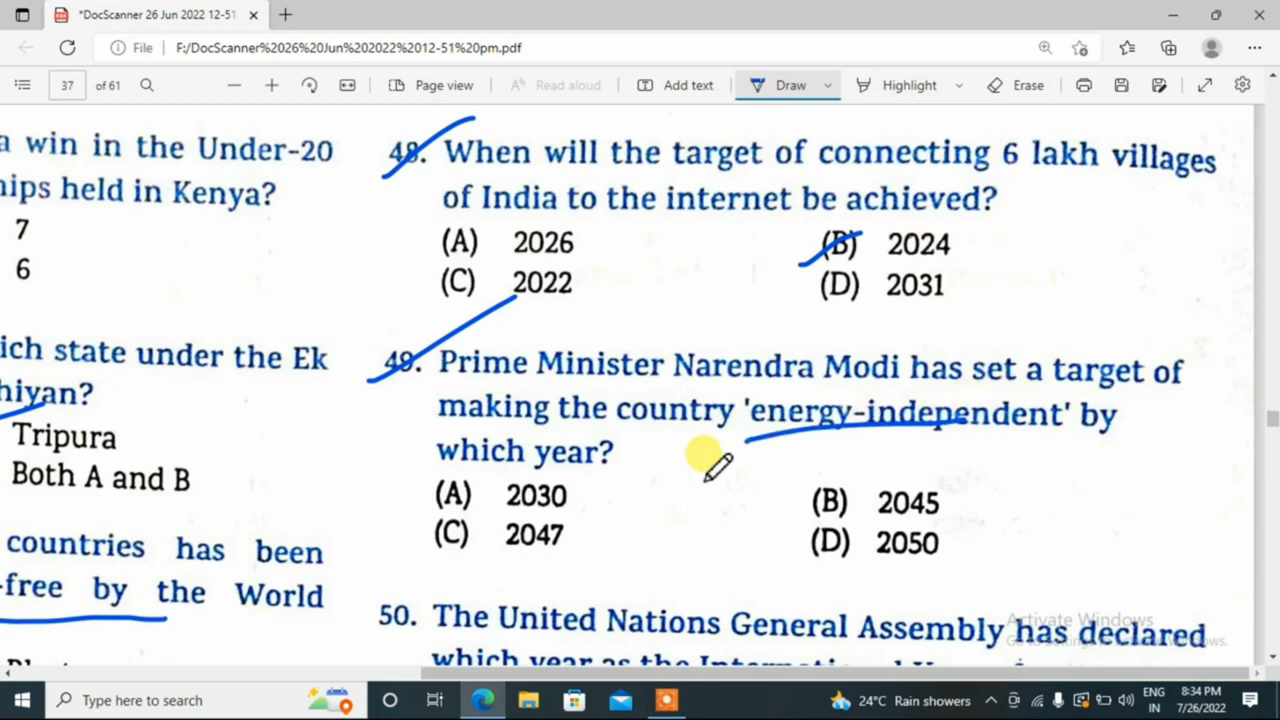 *DocScanner 26 Jun 2022 12-51
File
F:/DocScanner%2026%20Jun%202022%2012-51%20pm.pdf
37 of 61
Page view
Read aloud
Add text
Draw
Highlight
Erase
a win in the Under-20
hips held in Kenya?
7
6
ich state under the Ek
hiyan?
Tripura
Both A and B
countries has been
-free by the World
48. When will the target of connecting 6 lakh villages
of India to the internet be achieved?
(A) 2026 (B) 2024
(C) 2022 (D) 2031
49. Prime Minister Narendra Modi has set a target of
making the country 'energy-independent' by
which year?
(A) 2030 (B) 2045
(C) 2047 (D) 2050
50. The United Nations General Assembly has declared
which year as the
Activate Windows
Type here to search
24°C Rain showers
ENG
IN
8:34 PM
7/26/2022